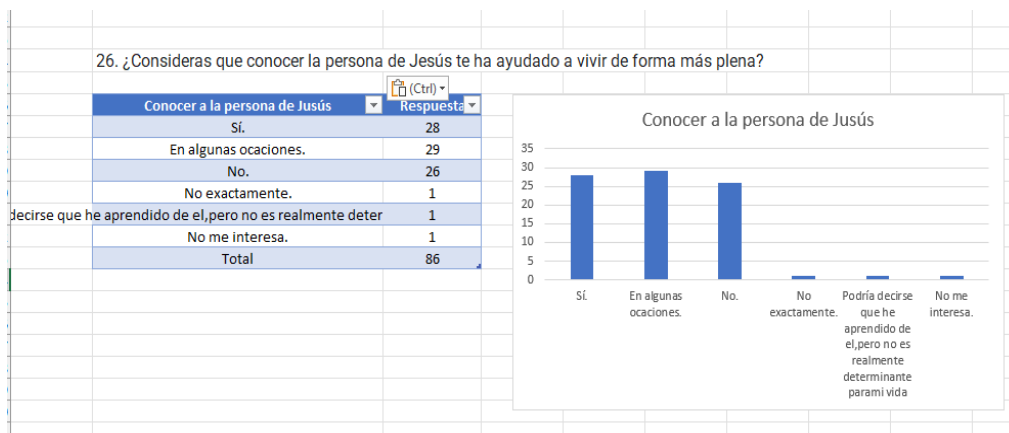 26. ¿Consideras que conocer la persona de Jesús te ha ayudado a vivir de forma más plena?
(Ctrl)
Conocer a la persona de Jusús Respuesta
Sí. 28
En algunas ocaciones. 29
No. 26
No exactamente. 1
decirse que he aprendido de el,pero no es realmente deter 1
No me interesa. 1
Total 86
Conocer a la persona de Jusús
35
30
25
20
15
10
5
0
Sí.
En algunas
ocaciones.
No.
No
exactamente.
Podría decirse
que he
aprendido de
el,pero no es
realmente
determinante
parami vida
No me
interesa.